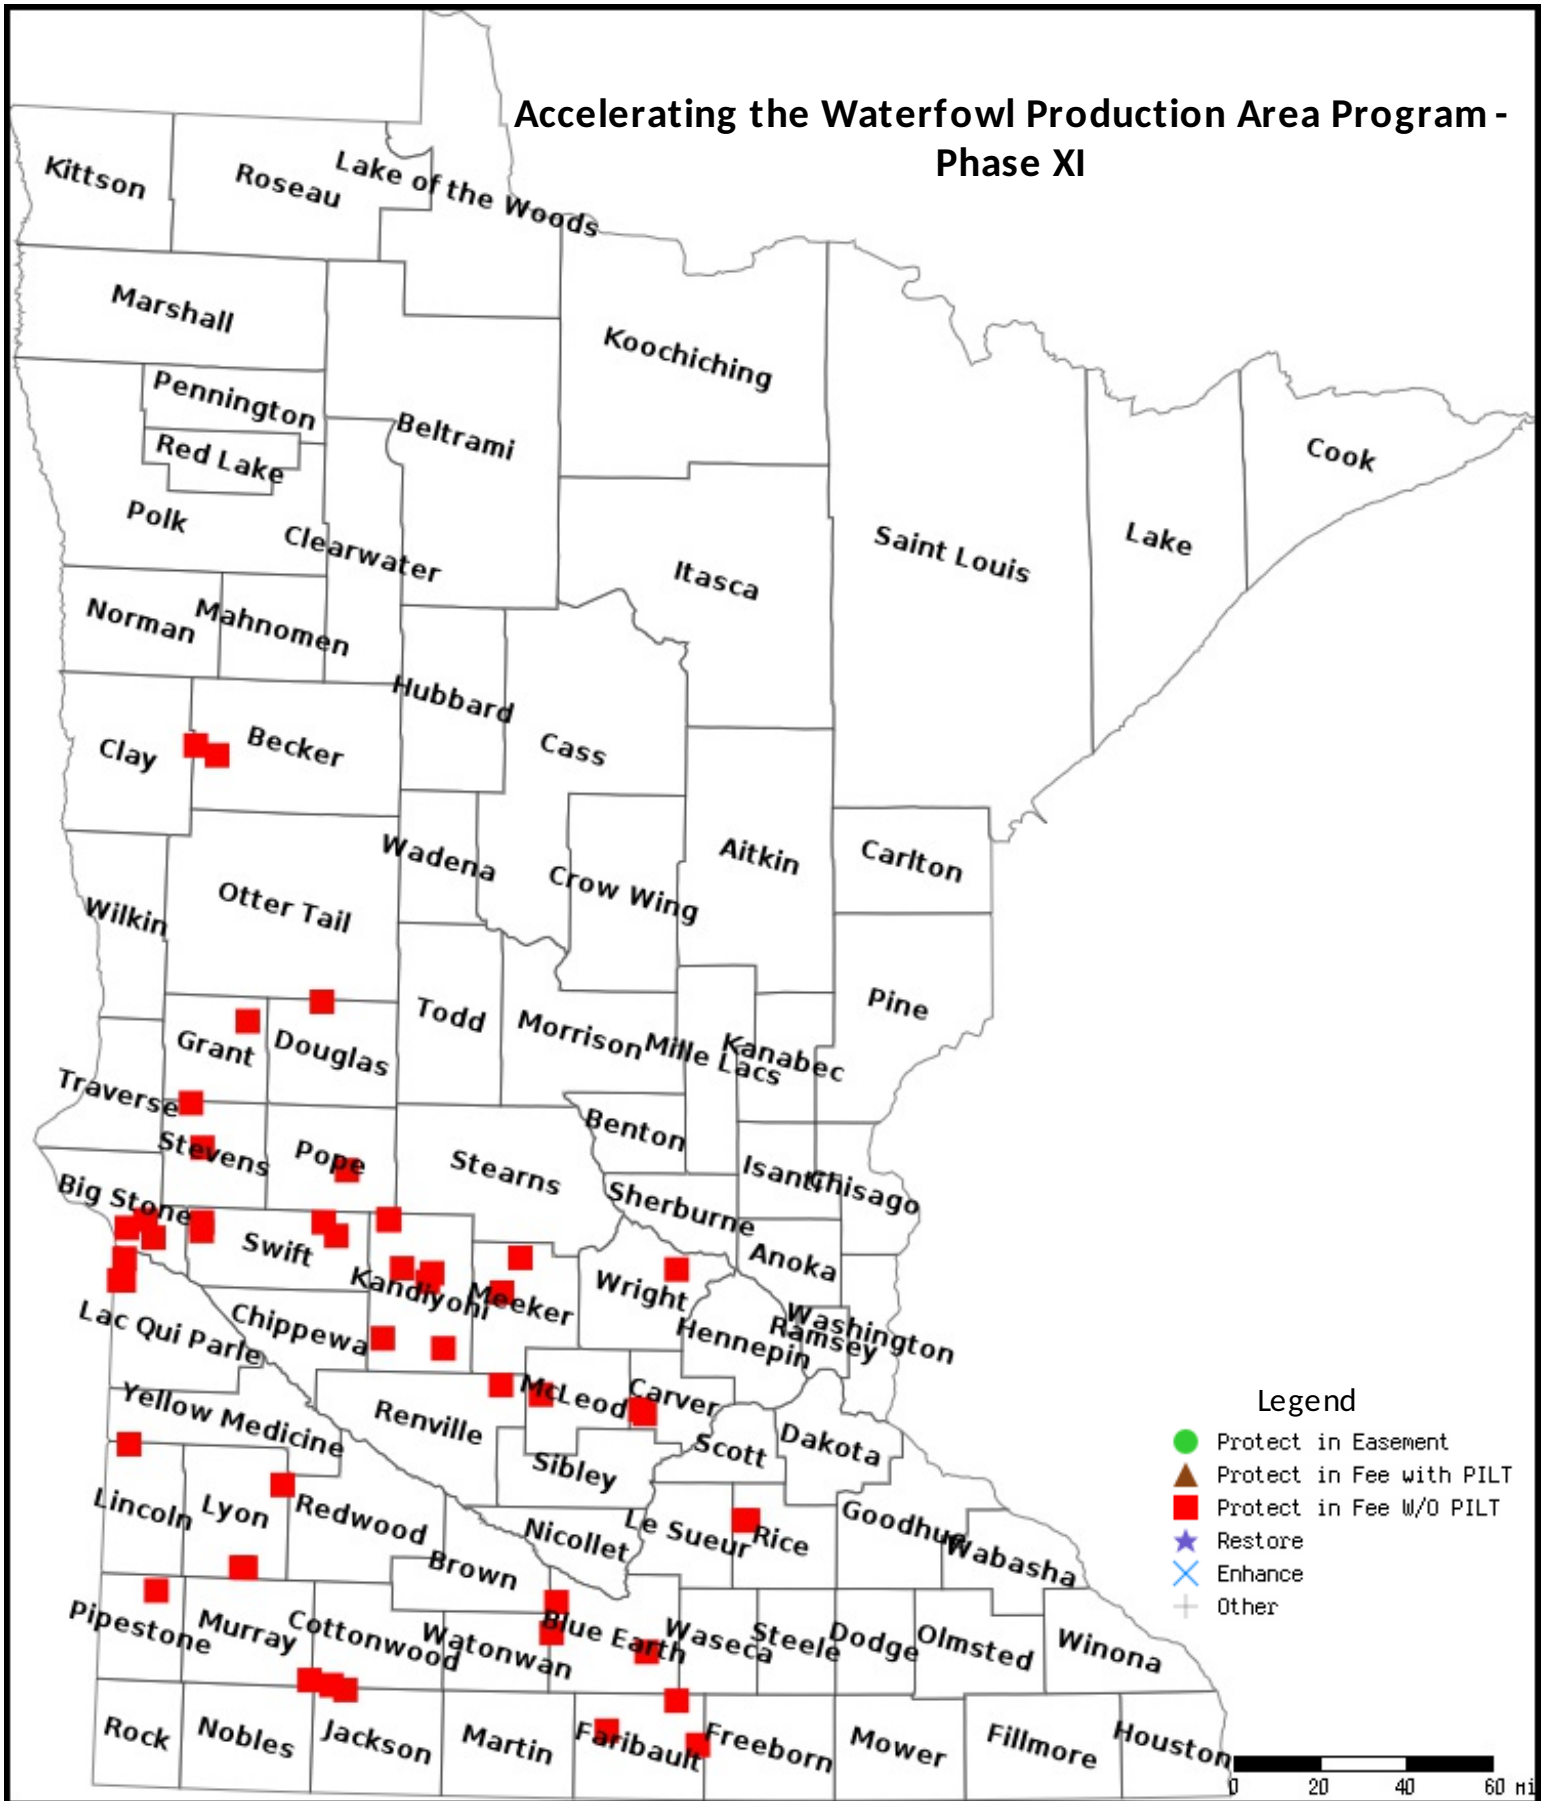 Accelerating the Waterfowl Production Area Program -
Phase XI
Kittson
Roseau
Lake of the Woods
Marshall
Koochiching
Pennington
Beltrami
Red Lake
Cook
Polk
Clearwater
Saint Louis
Lake
Itasca
Norman
Mahnomen
Hubbard
Clay
Becker
Cass
Wadena
Aitkin
Carlton
Otter Tail
Crow Wing
Wilkin
Todd
Pine
Grant
Douglas
Morrison
Mille Lacs
Kanabec
Traverse
Stevens
Pope
Benton
Stearns
Isanti
Chisago
Big Stone
Sherburne
Swift
Anoka
Kandiyohi
Meeker
Wright
Lac Qui Parle
Chippewa
Hennepin
Ramsey
Washington
Yellow Medicine
Renville
McLeod
Carver
Scott
Dakota
Sibley
Lincoln
Lyon
Redwood
Nicollet
Le Sueur
Rice
Goodhue
Wabasha
Brown
Pipestone
Murray
Cottonwood
Watonwan
Blue Earth
Waseca
Steele
Dodge
Olmsted
Winona
Rock
Nobles
Jackson
Martin
Faribault
Freeborn
Mower
Fillmore
Houston
Legend
Protect in Easement
Protect in Fee with PILT
Protect in Fee W/O PILT
Restore
Enhance
Other
0 20 40 60 mi